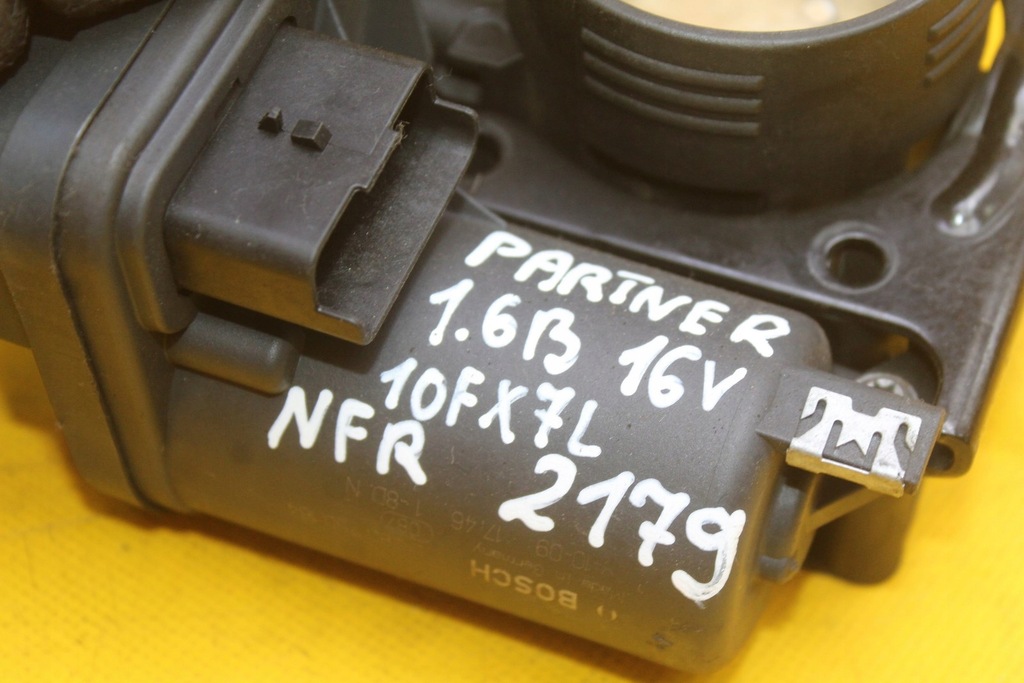 PARTNER
1.6B 16V
10FX7L
NFR 2179
BOSCH